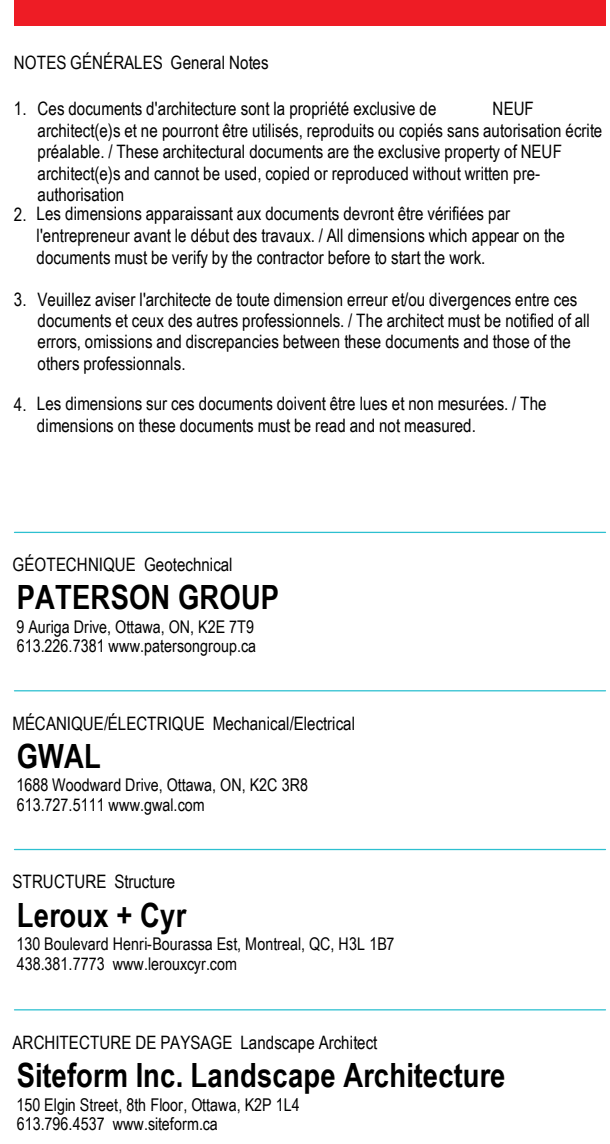 NOTES GÉNÉRALES General Notes
1. Ces documents d'architecture sont la propriété exclusive de NEUF
architect(e)s et ne pourront être utilisés, reproduits ou copiés sans autorisation écrite
préalable. / These architectural documents are the exclusive property of NEUF
architect(e)s and cannot be used, copied or reproduced without written pre-
authorisation
2. Les dimensions apparaissant aux documents devront être vérifiées par
l'entrepreneur avant le début des travaux. / All dimensions which appear on the
documents must be verify by the contractor before to start the work.
3. Veuillez aviser l'architecte de toute dimension erreur et/ou divergences entre ces
documents et ceux des autres professionnels. / The architect must be notified of all
errors, omissions and discrepancies between these documents and those of the
others professionnals.
4. Les dimensions sur ces documents doivent être lues et non mesurées. / The
dimensions on these documents must be read and not measured.
GÉOTECHNIQUE Geotechnical
PATERSON GROUP
9 Auriga Drive, Ottawa, ON, K2E 7T9
613.226.7381 www.patersongroup.ca
MÉCANIQUE/ÉLECTRIQUE Mechanical/Electrical
GWAL
1688 Woodward Drive, Ottawa, ON, K2C 3R8
613.727.5111 www.gwal.com
STRUCTURE Structure
Leroux + Cyr
130 Boulevard Henri-Bourassa Est, Montreal, QC, H3L 1B7
438.381.7773 www.lerouxcyr.com
ARCHITECTURE DE PAYSAGE Landscape Architect
Siteform Inc. Landscape Architecture
150 Elgin Street, 8th Floor, Ottawa, K2P 1L4
613.796.4537 www.siteform.ca